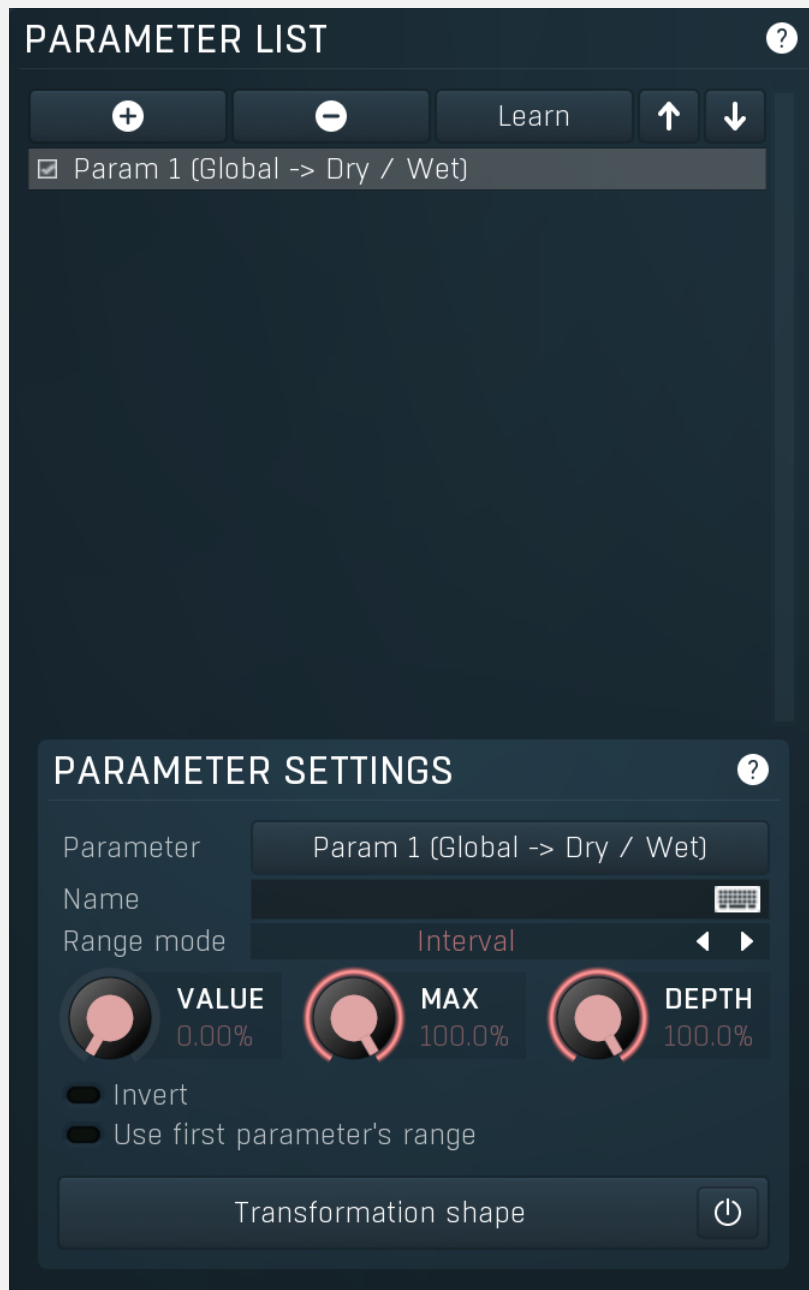 PARAMETER LIST ?
Learn
Param 1 (Global -> Dry / Wet)
PARAMETER SETTINGS ?
Parameter Param 1 (Global -> Dry / Wet)
Name
Range mode Interval
VALUE MAX DEPTH
0.00% 100.0% 100.0%
Invert
Use first parameter's range
Transformation shape